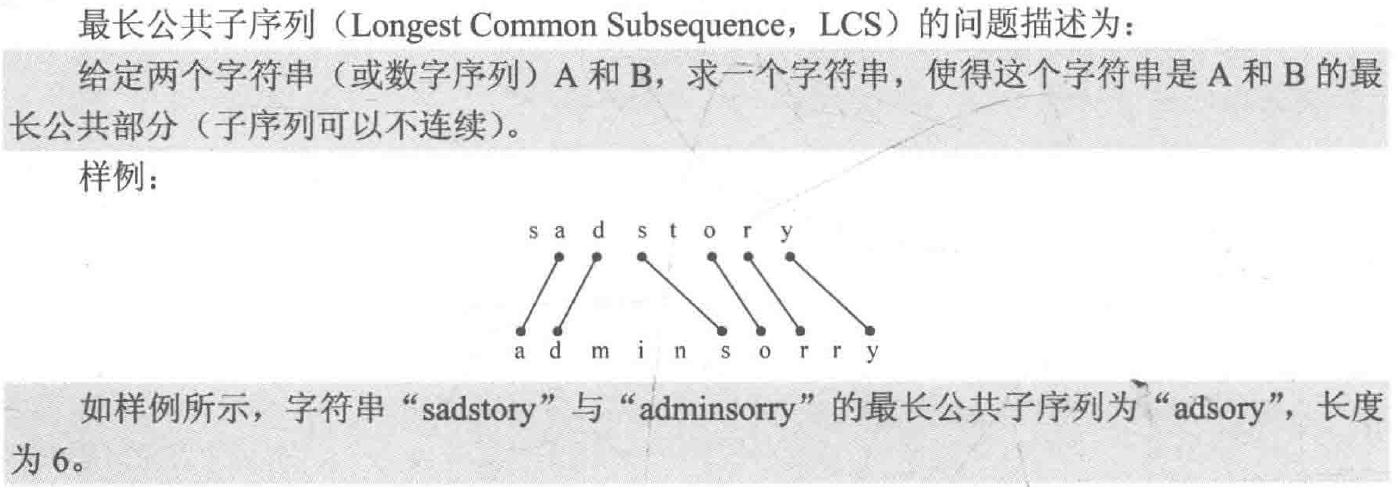 最长公共子序列（Longest Common Subsequence，LCS）的问题描述为：
给定两个字符串（或数字序列）A 和 B，求一个字符串，使得这个字符串是 A 和 B 的最
长公共部分（子序列可以不连续）。
样例：
s a d s t o r y
a d m i n s o r r y
如样例所示，字符串“sadstory”与“adminsorry”的最长公共子序列为“adsory”，长度
为 6。